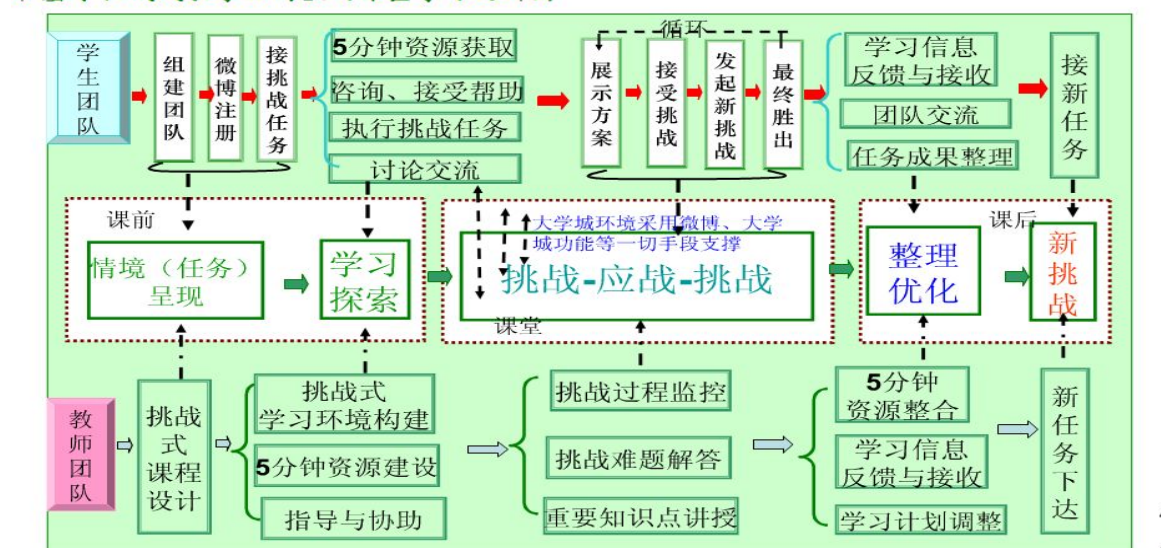 循环
学生团队
组建团队
微博注册
接挑战任务
5分钟资源获取
咨询、接受帮助
执行挑战任务
讨论交流
展示方案
接受挑战
发起新挑战
最终胜出
学习信息
反馈与接收
团队交流
任务成果整理
接新任务
课前
情境（任务）
呈现
学习
探索
大学城环境采用微博、大学
城功能等一切手段支撑
挑战-应战-挑战
课堂
课后
整理
优化
新挑战
教师团队
挑战
式
课程
设计
挑战式
学习环境构建
5分钟资源建设
指导与协助
挑战过程监控
挑战难题解答
重要知识点讲授
5分钟
资源整合
学习信息
反馈与接收
学习计划调整
新任务下达